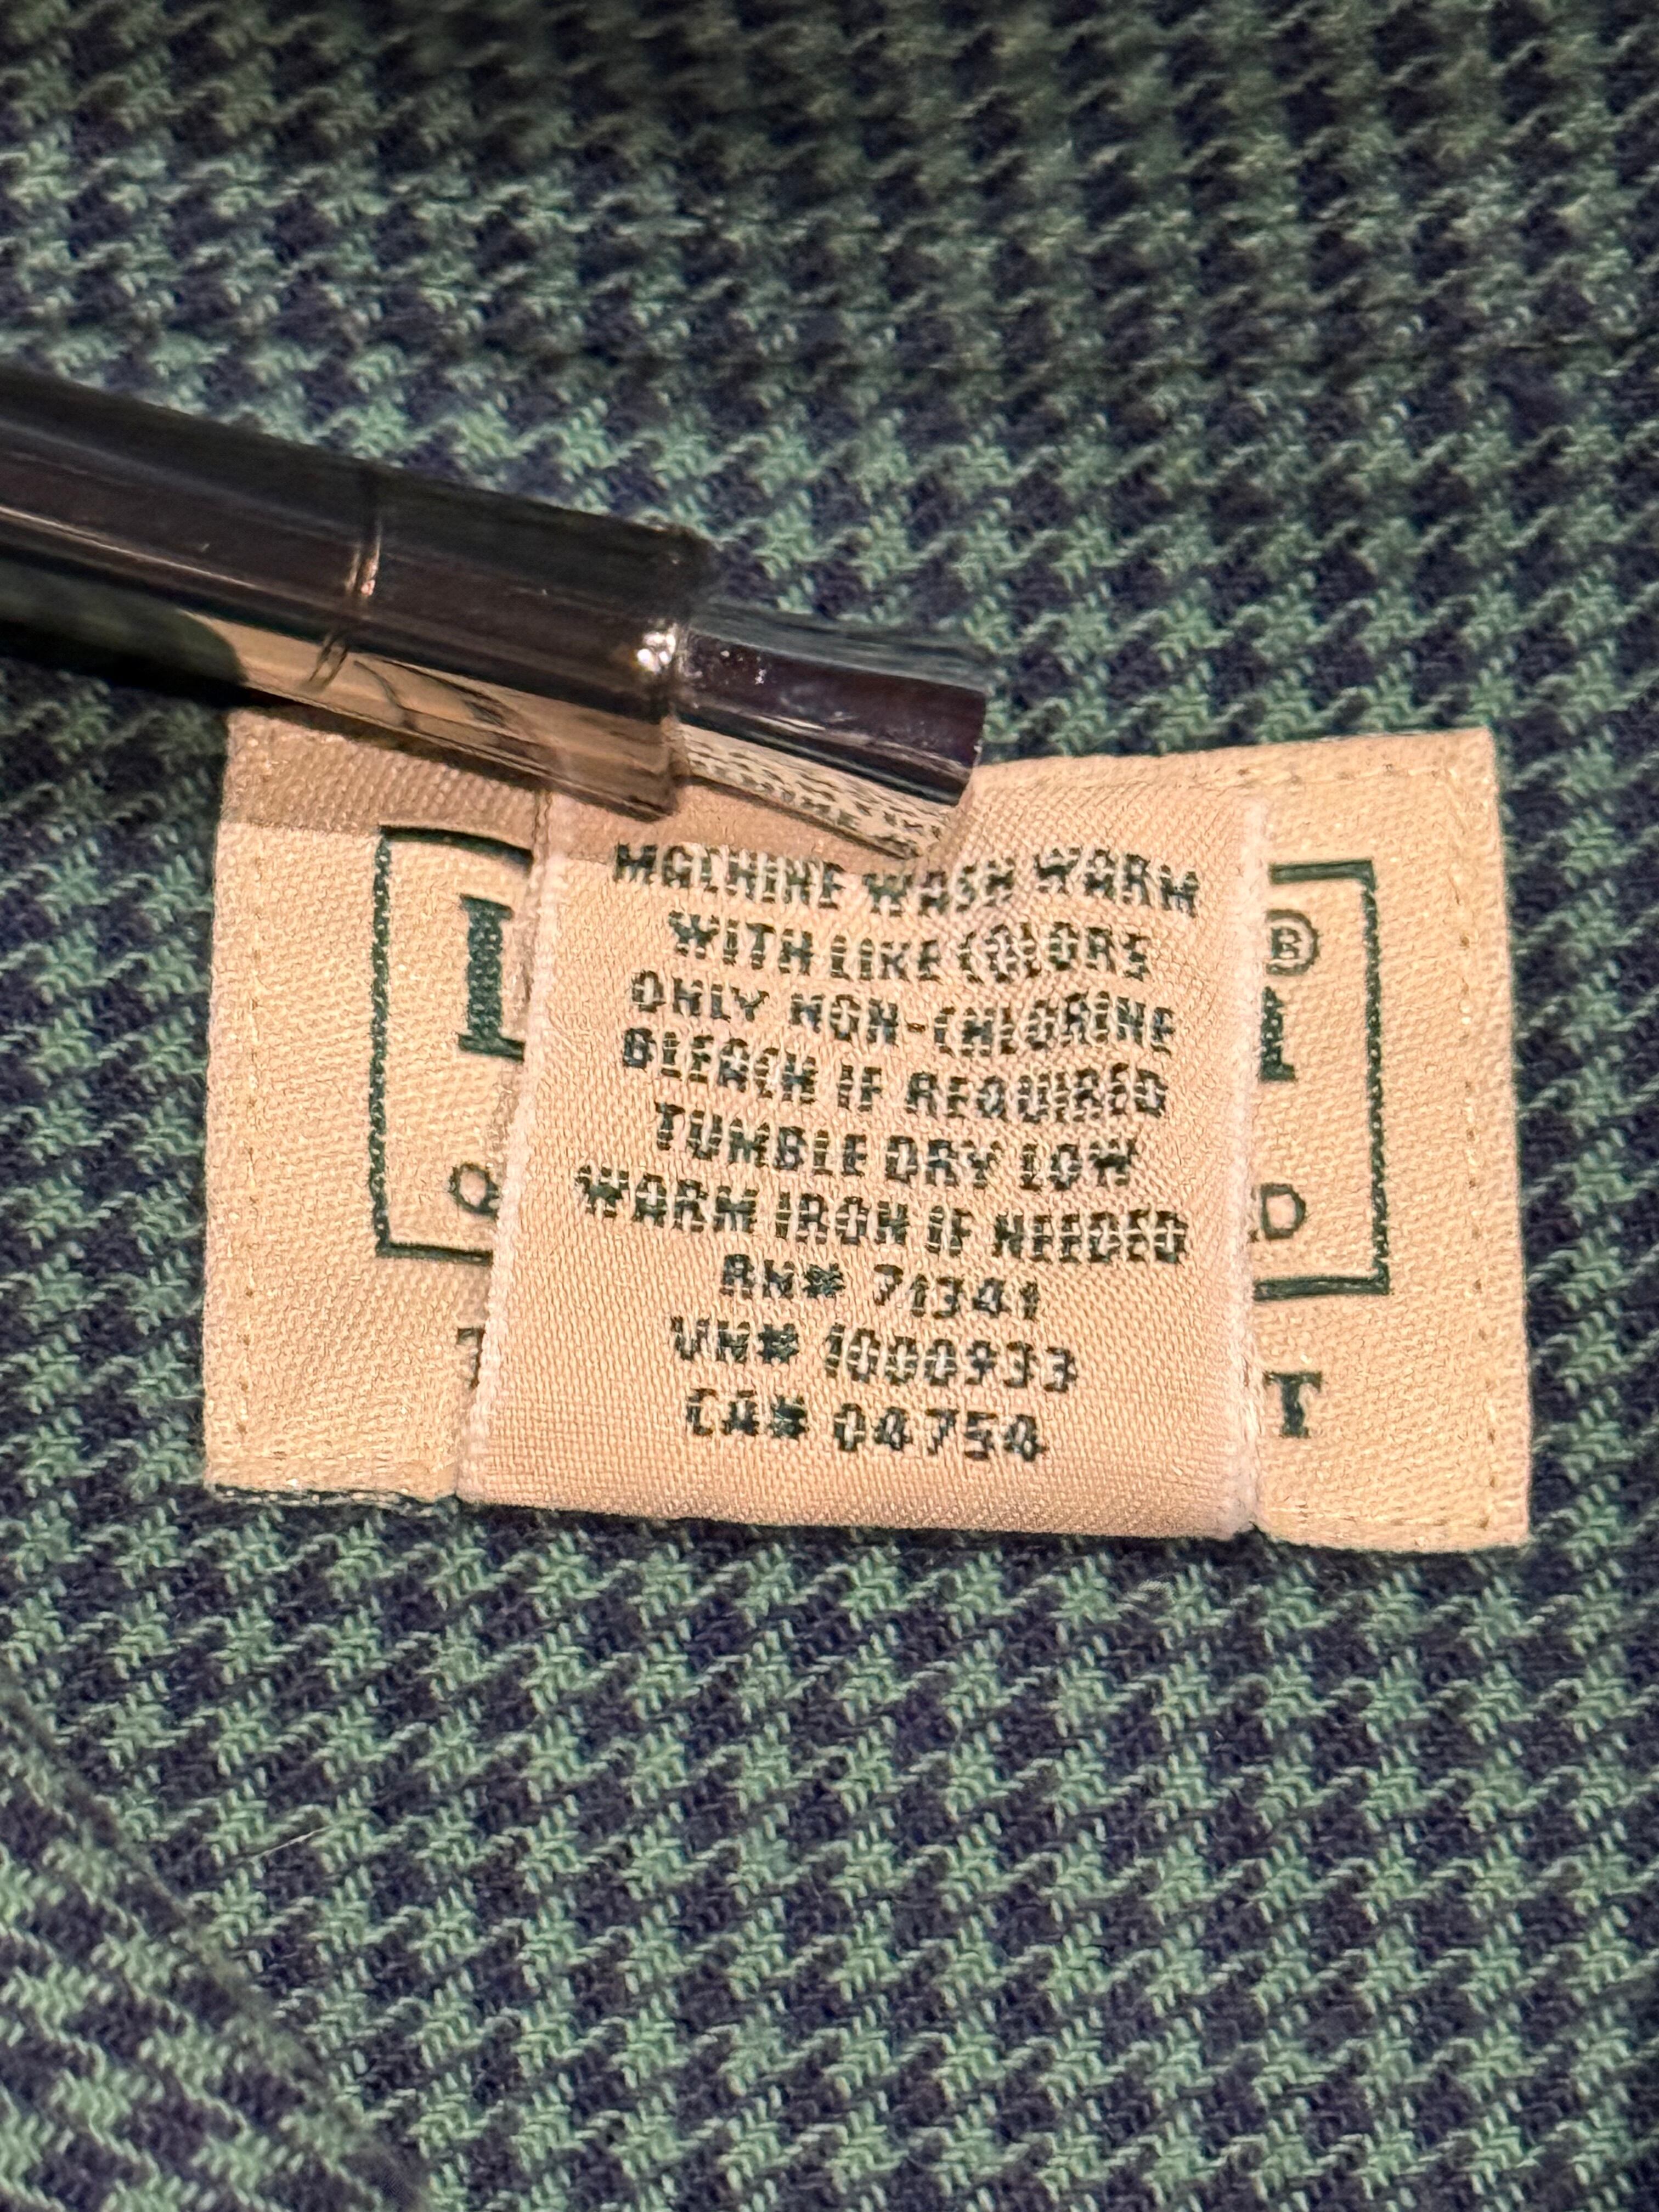 MACHINE WASH WARM
WITH LIKE COLORS
ONLY NON-CHLORINE
BLEACH IF REQUIRED
TUMBLE DRY LOW
WARM IRON IF NEEDED
RN# 71341
VN# 1000933
CA# 04754
®